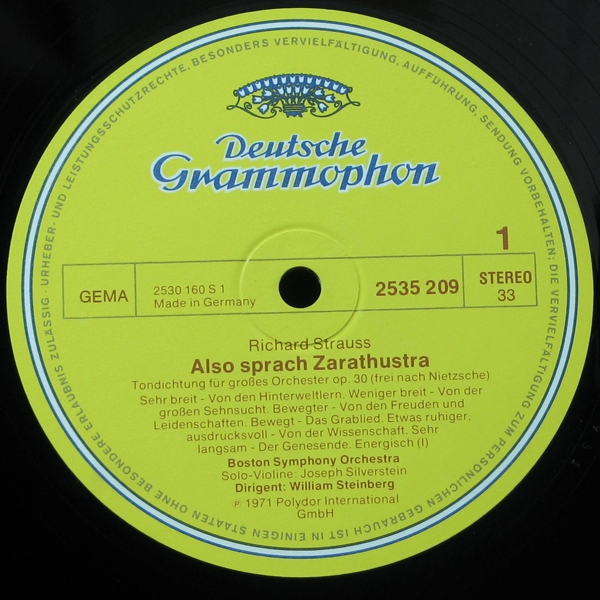 URHEBER- UND LEISTUNGSSCHUTZRECHTE, BESONDERS VERVIELFÄLTIGUNG, AUFFÜHRUNG, SENDUNG VORBEHALTEN; DIE VERVIELFÄLTIGUNG ZUM PERSÖNLICHEN GEBRAUCH IST IN EINIGEN STAATEN OHNE BESONDERE ERLAUBNIS ZULÄSSIG ·
Deutsche
Grammophon
1
GEMA
2530 160 S 1
Made in Germany
2535 209
STEREO
33
Richard Strauss
Also sprach Zarathustra
Tondichtung für großes Orchester op. 30 (frei nach Nietzsche)
Sehr breit - Von den Hinterweltlern. Weniger breit - Von der
großen Sehnsucht. Bewegter - Von den Freuden und
Leidenschaften. Bewegt - Das Grablied. Etwas ruhiger,
ausdrucksvoll - Von der Wissenschaft. Sehr
langsam - Der Genesende. Energisch (I)
Boston Symphony Orchestra
Solo-Violine: Joseph Silverstein
Dirigent: William Steinberg
℗ 1971 Polydor International
GmbH